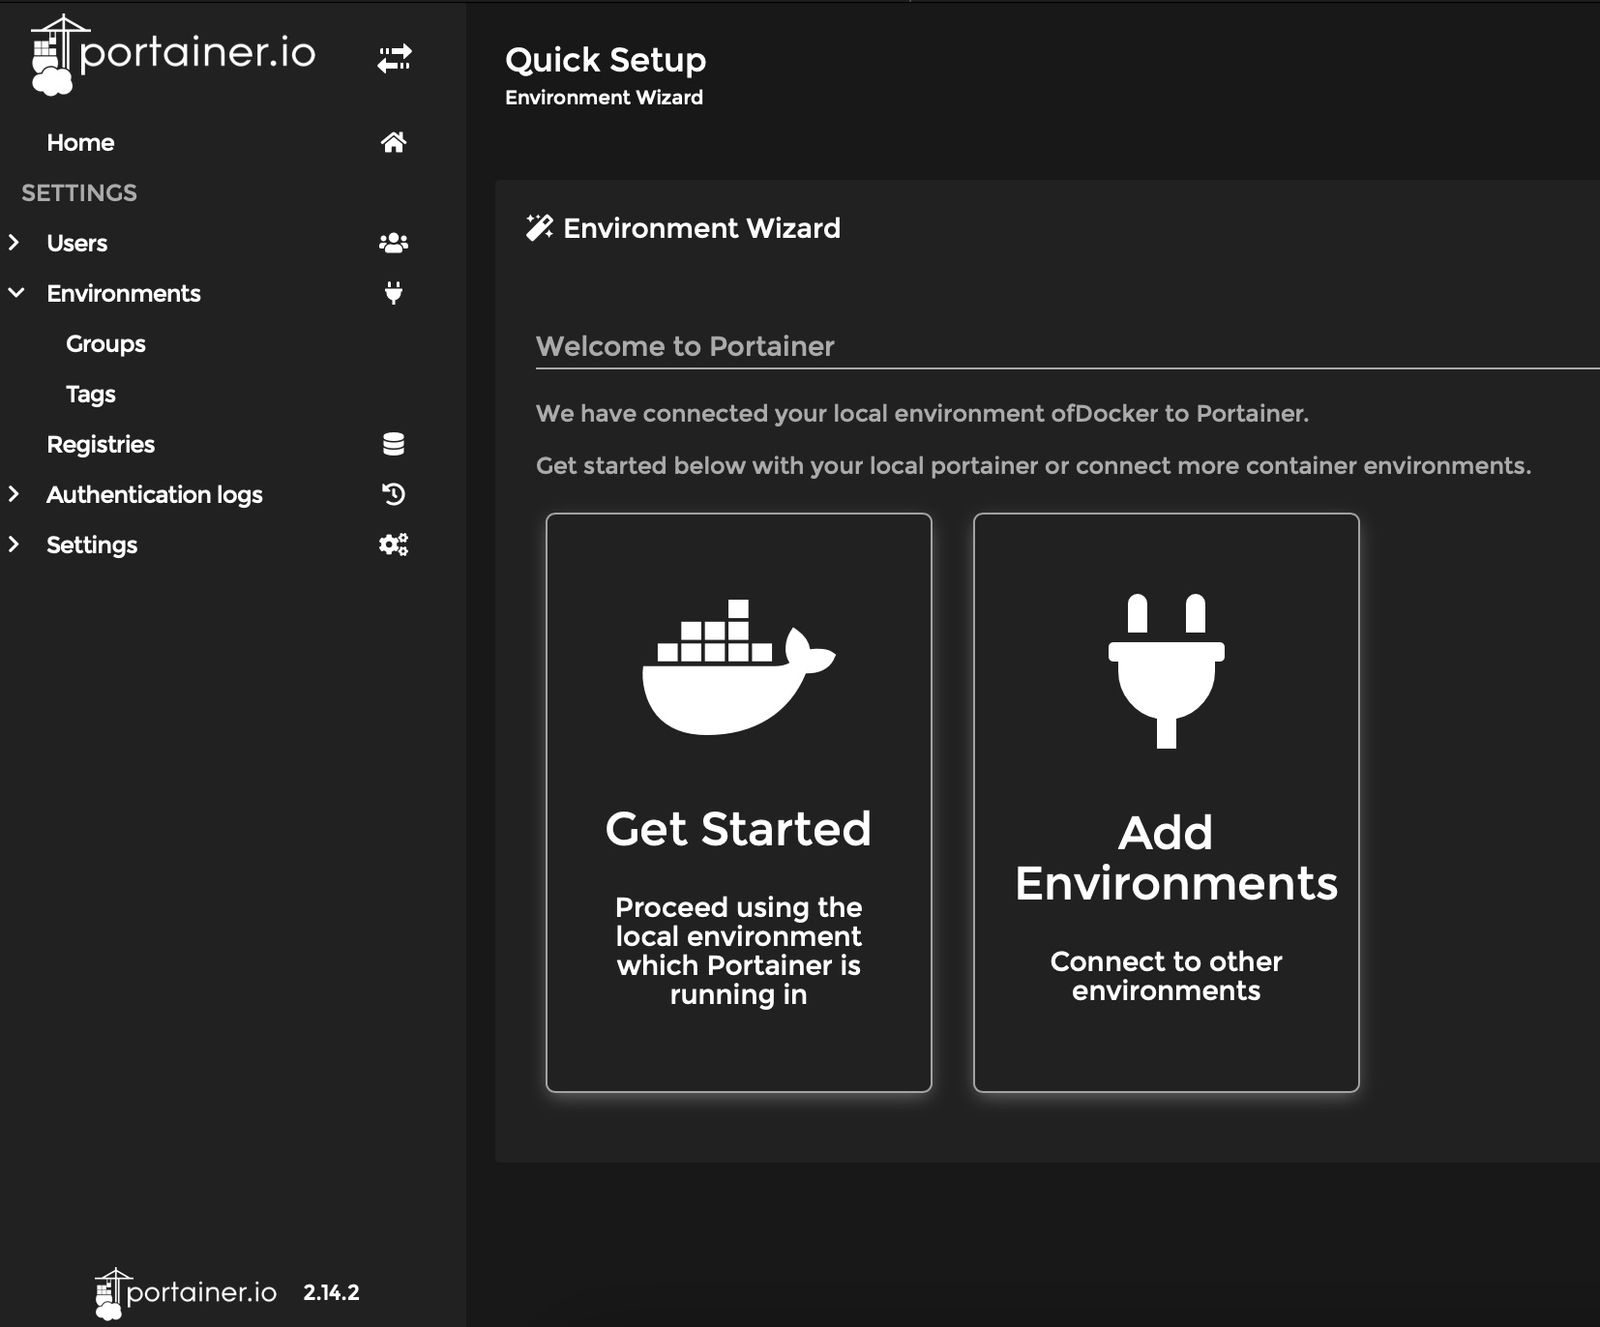 portainer.io
Home
SETTINGS
Users
Environments
Groups
Tags
Registries
Authentication logs
Settings
portainer.io 2.14.2
Quick Setup
Environment Wizard
Environment Wizard
Welcome to Portainer
We have connected your local environment ofDocker to Portainer.
Get started below with your local portainer or connect more container environments.
Get Started
Proceed using the
local environment
which Portainer is
running in
Add
Environments
Connect to other
environments